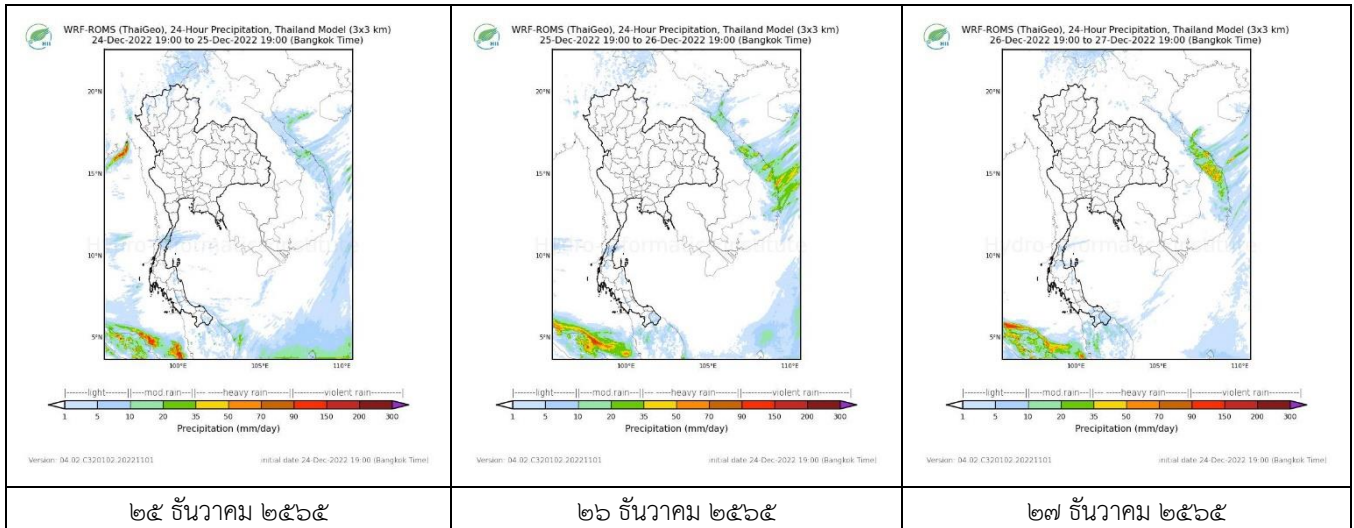 WRF-ROMS (ThaiGeo), 24-Hour Precipitation, Thailand Model (3x3 km)
24-Dec-2022 19:00 to 25-Dec-2022 19:00 (Bangkok Time)
HII
20°N
15°N
10°N
5°N
100°E
105°E
110°E
Hydro-Informatics Institute
|-------light-------||----mod.rain---||--- -----heavy rain-------||-------violent rain---------|
1 5 10 20 35 50 70 90 150 200 300
Precipitation (mm/day)
Version: 04.02.C320102.20221101
initial date 24-Dec-2022 19:00 (Bangkok Time)
๒๕ ธันวาคม ๒๕๖๕
WRF-ROMS (ThaiGeo), 24-Hour Precipitation, Thailand Model (3x3 km)
25-Dec-2022 19:00 to 26-Dec-2022 19:00 (Bangkok Time)
HII
20°N
15°N
10°N
5°N
100°E
105°E
110°E
Hydro-Informatics Institute
|-------light-------||----mod.rain---||--- -----heavy rain-------||-------violent rain---------|
1 5 10 20 35 50 70 90 150 200 300
Precipitation (mm/day)
Version: 04.02.C320102.20221101
initial date 24-Dec-2022 19:00 (Bangkok Time)
๒๖ ธันวาคม ๒๕๖๕
WRF-ROMS (ThaiGeo), 24-Hour Precipitation, Thailand Model (3x3 km)
26-Dec-2022 19:00 to 27-Dec-2022 19:00 (Bangkok Time)
HII
20°N
15°N
10°N
5°N
100°E
105°E
110°E
Hydro-Informatics Institute
|-------light-------||----mod.rain---||--- -----heavy rain-------||-------violent rain---------|
1 5 10 20 35 50 70 90 150 200 300
Precipitation (mm/day)
Version: 04.02.C320102.20221101
initial date 24-Dec-2022 19:00 (Bangkok Time)
๒๗ ธันวาคม ๒๕๖๕